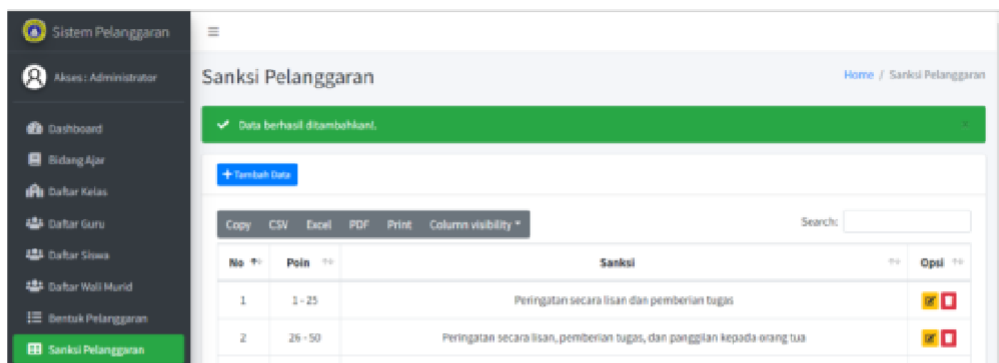 Sistem Pelanggaran
Akses : Administrator
Sanksi Pelanggaran
Home / Sanksi Pelanggaran
Data berhasil ditambahkan!.
×
Dashboard
Bidang Ajar
Daftar Kelas
Daftar Guru
Daftar Siswa
Daftar Wali Murid
Bentuk Pelanggaran
Sanksi Pelanggaran
+ Tambah Data
Copy CSV Excel PDF Print Column visibility
Search:
No Poin Sanksi Opsi
1 1 - 25 Peringatan secara lisan dan pemberian tugas
2 26 - 50 Peringatan secara lisan, pemberian tugas, dan panggilan kepada orang tua